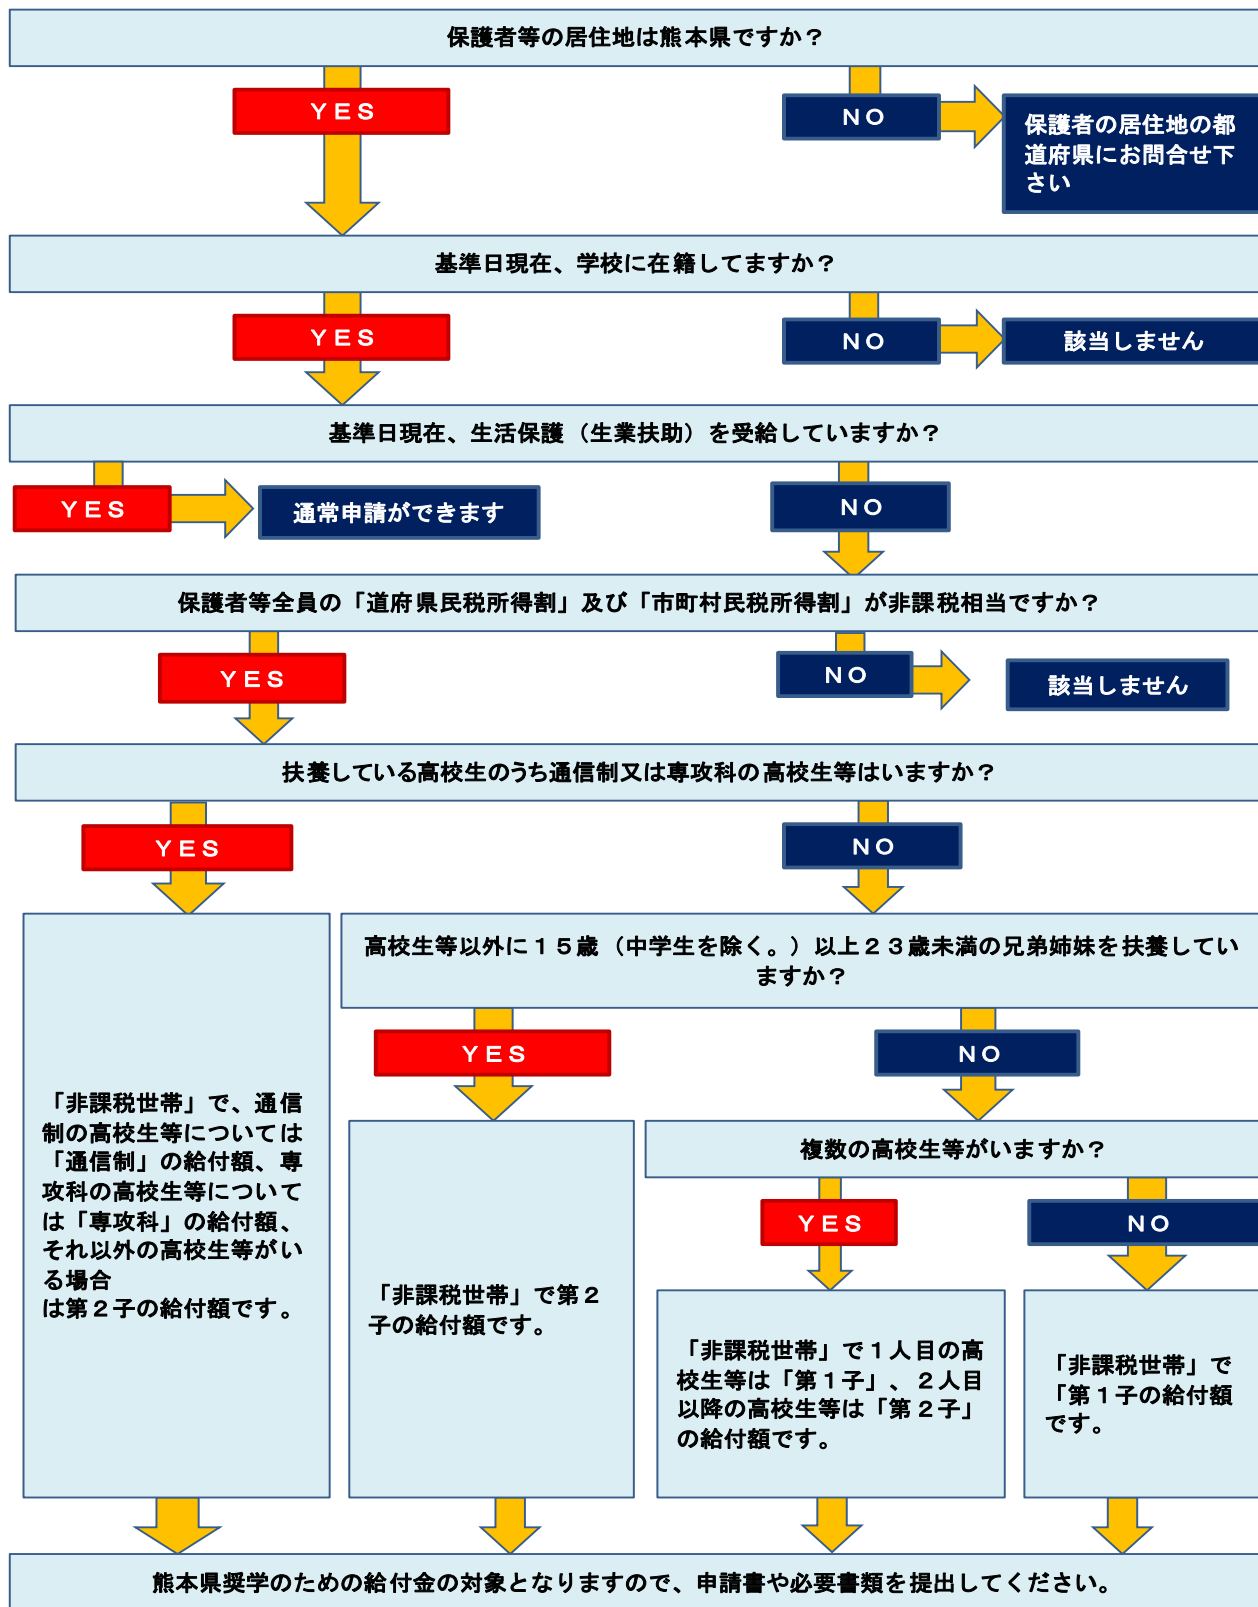 保護者等の居住地は熊本県ですか？
ＹＥＳ
ＮＯ
保護者の居住地の都
道府県にお問合せ下
さい
基準日現在、学校に在籍してますか？
ＹＥＳ
ＮＯ
該当しません
基準日現在、生活保護（生業扶助）を受給していますか？
ＹＥＳ
通常申請ができます
ＮＯ
保護者等全員の「道府県民税所得割」及び「市町村民税所得割」が非課税相当ですか？
ＹＥＳ
ＮＯ
該当しません
扶養している高校生のうち通信制又は専攻科の高校生等はいますか？
ＹＥＳ
ＮＯ
「非課税世帯」で、通信
制の高校生等については
「通信制」の給付額、専
攻科の高校生等について
は「専攻科」の給付額、
それ以外の高校生等がい
る場合
は第２子の給付額です。
高校生等以外に１５歳（中学生を除く。）以上２３歳未満の兄弟姉妹を扶養してい
ますか？
ＹＥＳ
ＮＯ
「非課税世帯」で第２
子の給付額です。
複数の高校生等がいますか？
ＹＥＳ
ＮＯ
「非課税世帯」で１人目の高
校生等は「第１子」、２人目
以降の高校生等は「第２子」
の給付額です。
「非課税世帯」で
「第１子の給付額
です。
熊本県奨学のための給付金の対象となりますので、申請書や必要書類を提出してください。